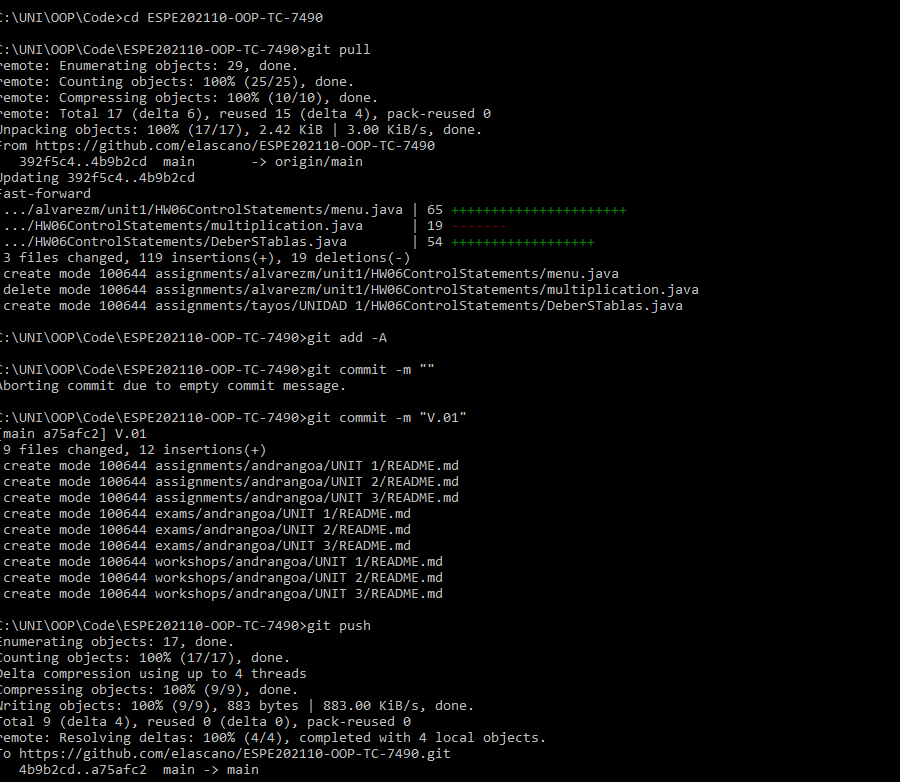 C:\UNI\OOP\Code>cd ESPE202110-OOP-TC-7490
C:\UNI\OOP\Code\ESPE202110-OOP-TC-7490>git pull
remote: Enumerating objects: 29, done.
remote: Counting objects: 100% (25/25), done.
remote: Compressing objects: 100% (10/10), done.
remote: Total 17 (delta 6), reused 15 (delta 4), pack-reused 0
Unpacking objects: 100% (17/17), 2.42 KiB | 3.00 KiB/s, done.
From https://github.com/elascano/ESPE202110-OOP-TC-7490
   392f5c4..4b9b2cd  main       -> origin/main
Updating 392f5c4..4b9b2cd
Fast-forward
 .../alvarezm/unit1/HW06ControlStatements/menu.java | 65 ++++++++++++++++++++++
 .../HW06ControlStatements/multiplication.java      | 19 -------
 .../HW06ControlStatements/DeberSTablas.java        | 54 ++++++++++++++++++
 3 files changed, 119 insertions(+), 19 deletions(-)
 create mode 100644 assignments/alvarezm/unit1/HW06ControlStatements/menu.java
 delete mode 100644 assignments/alvarezm/unit1/HW06ControlStatements/multiplication.java
 create mode 100644 assignments/tayos/UNIDAD 1/HW06ControlStatements/DeberSTablas.java
C:\UNI\OOP\Code\ESPE202110-OOP-TC-7490>git add -A
C:\UNI\OOP\Code\ESPE202110-OOP-TC-7490>git commit -m ""
Aborting commit due to empty commit message.
C:\UNI\OOP\Code\ESPE202110-OOP-TC-7490>git commit -m "V.01"
[main a75afc2] V.01
 9 files changed, 12 insertions(+)
 create mode 100644 assignments/andrangoa/UNIT 1/README.md
 create mode 100644 assignments/andrangoa/UNIT 2/README.md
 create mode 100644 assignments/andrangoa/UNIT 3/README.md
 create mode 100644 exams/andrangoa/UNIT 1/README.md
 create mode 100644 exams/andrangoa/UNIT 2/README.md
 create mode 100644 exams/andrangoa/UNIT 3/README.md
 create mode 100644 workshops/andrangoa/UNIT 1/README.md
 create mode 100644 workshops/andrangoa/UNIT 2/README.md
 create mode 100644 workshops/andrangoa/UNIT 3/README.md
C:\UNI\OOP\Code\ESPE202110-OOP-TC-7490>git push
Enumerating objects: 17, done.
Counting objects: 100% (17/17), done.
Delta compression using up to 4 threads
Compressing objects: 100% (9/9), done.
Writing objects: 100% (9/9), 883 bytes | 883.00 KiB/s, done.
Total 9 (delta 4), reused 0 (delta 0), pack-reused 0
remote: Resolving deltas: 100% (4/4), completed with 4 local objects.
To https://github.com/elascano/ESPE202110-OOP-TC-7490.git
   4b9b2cd..a75afc2  main -> main